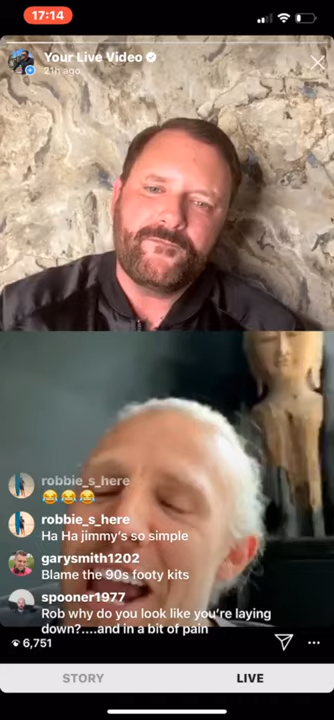 17:14
Your Live Video
21h ago
robbie_s_here
😂😂😂
robbie_s_here
Ha Ha jimmy's so simple
garysmith1202
Blame the 90s footy kits
spooner1977
Rob why do you look like you're laying
down?....and in a bit of pain
6,751
STORY
LIVE